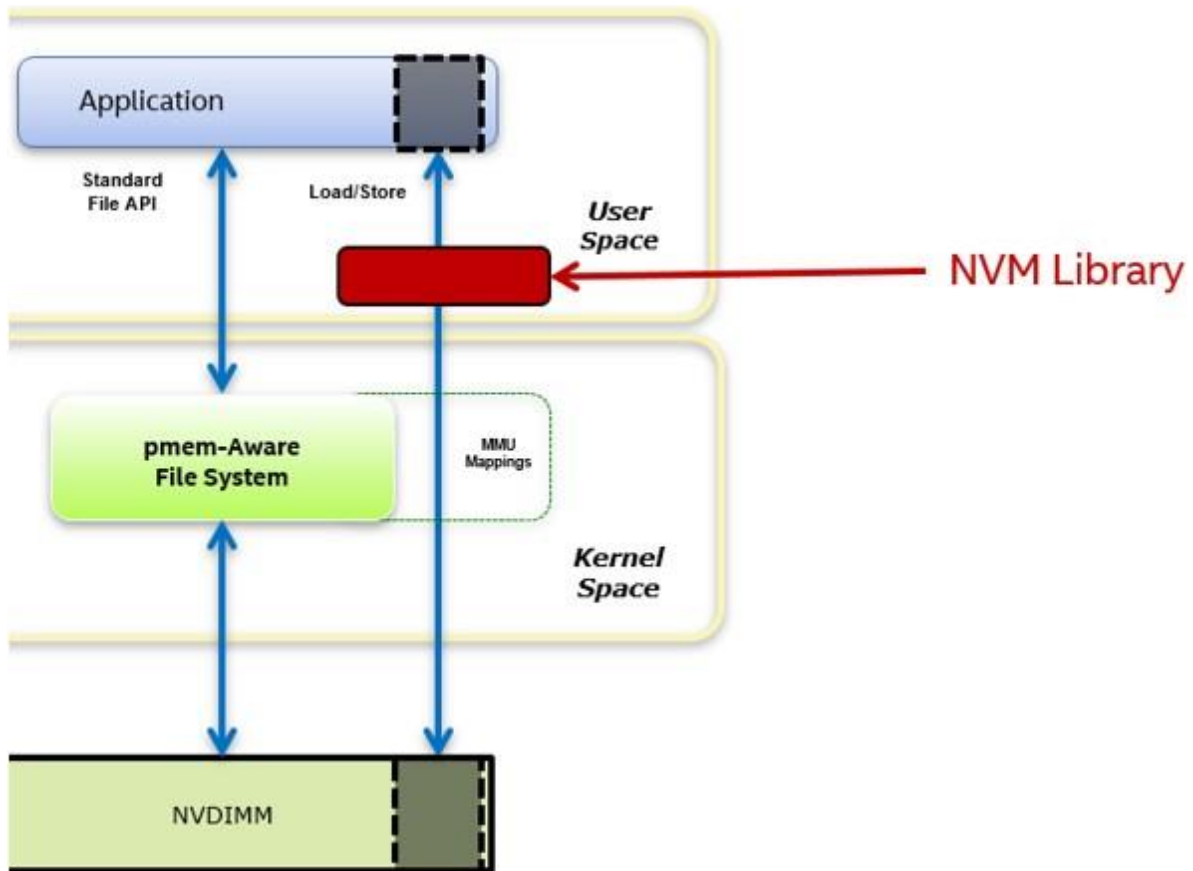 Application
Standard
File API
Load/Store
User
Space
NVM Library
pmem-Aware
File System
MMU
Mappings
Kernel
Space
NVDIMM